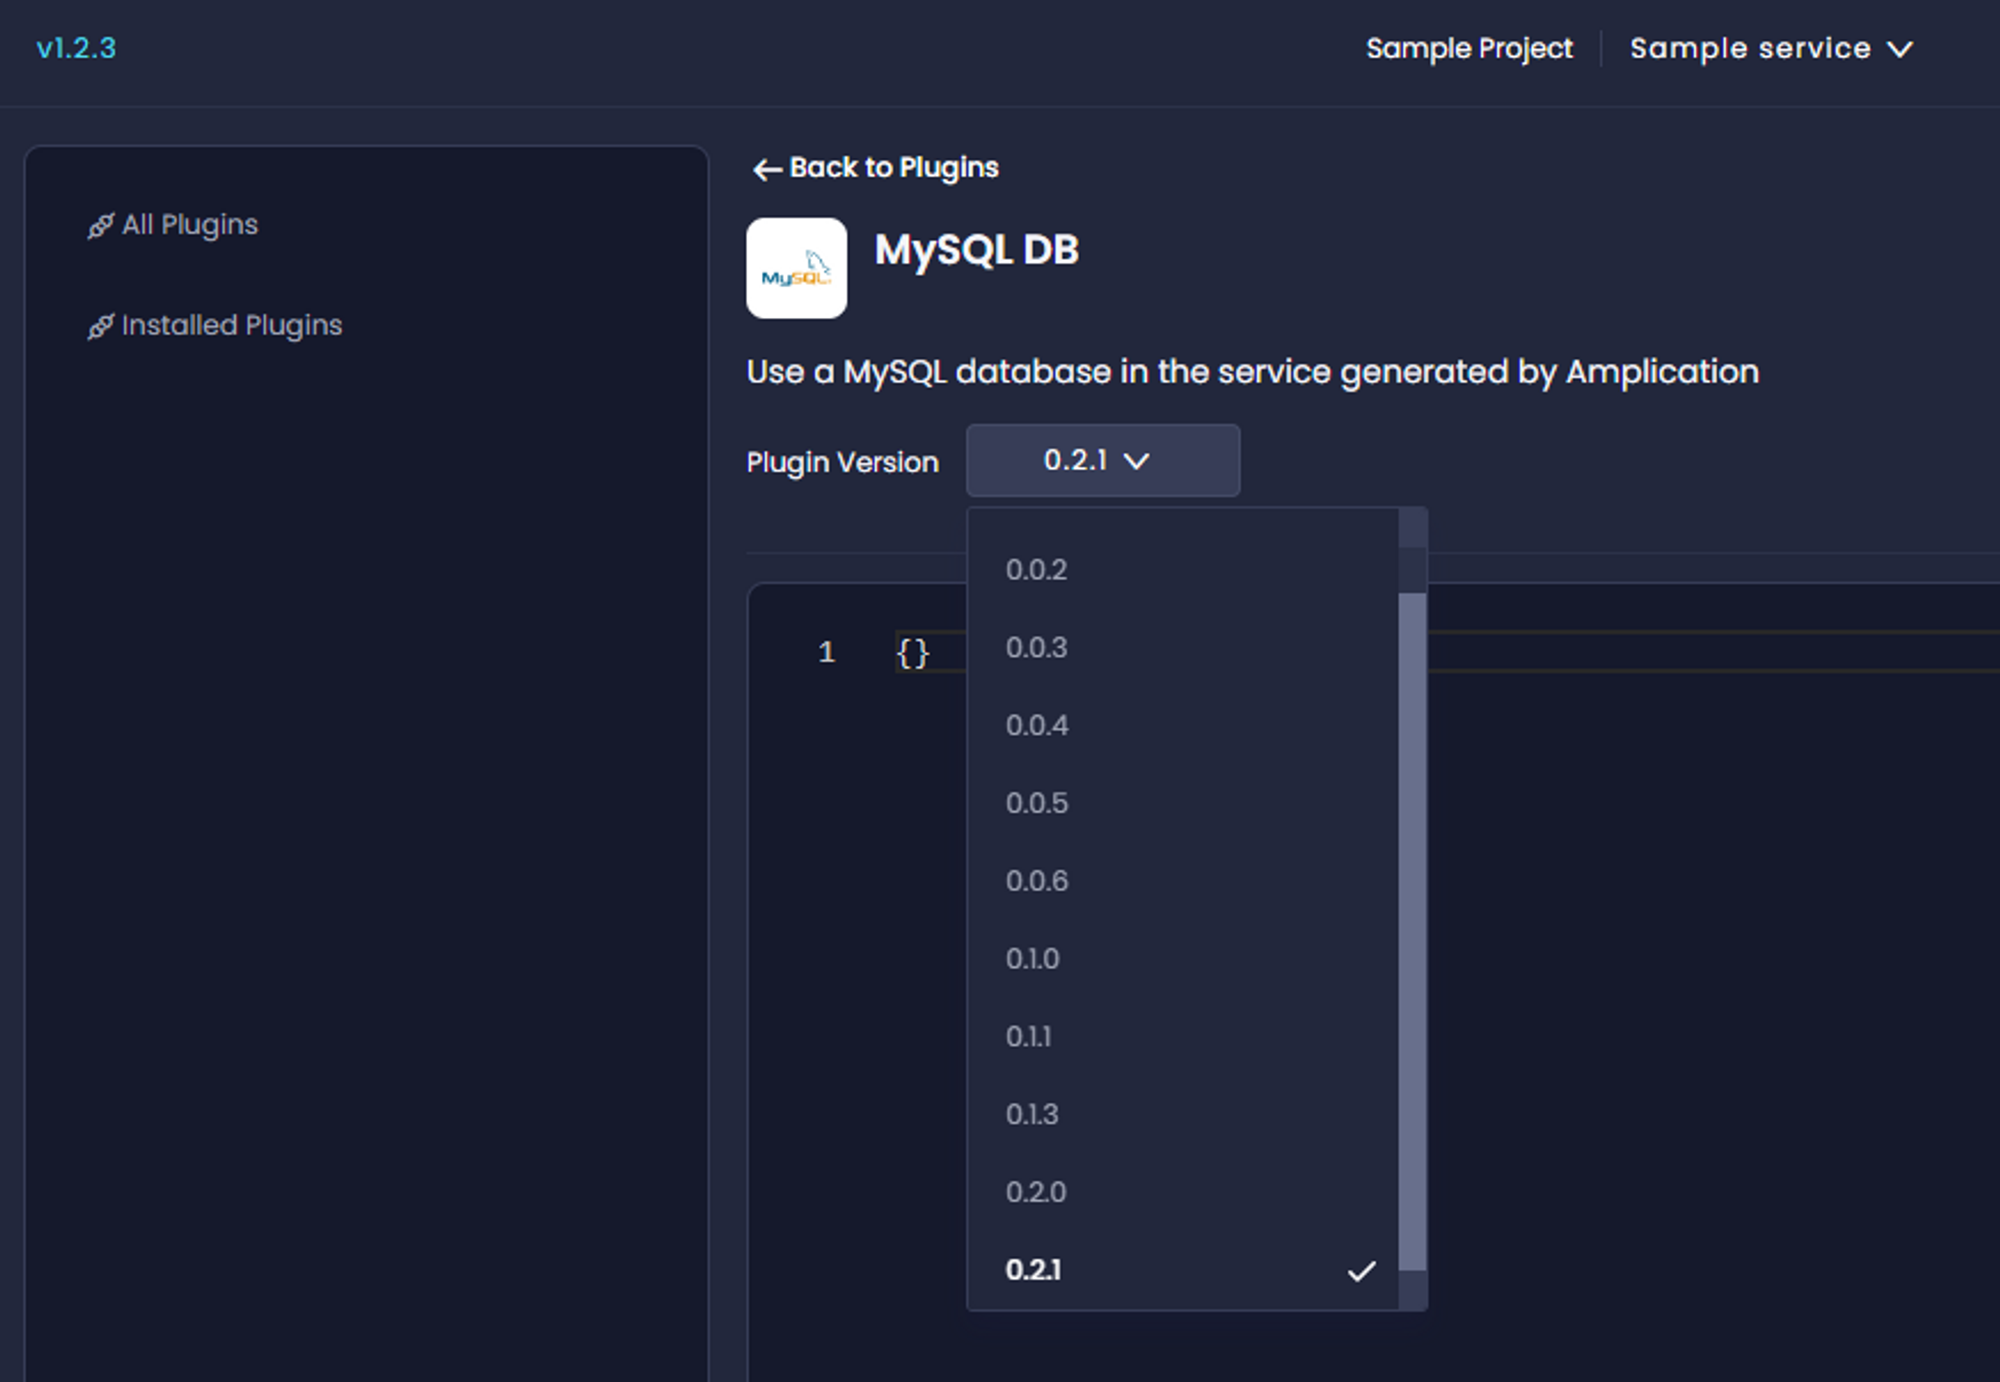 v1.2.3
Sample Project
Sample service
Back to Plugins
All Plugins
Installed Plugins
MySQL
MySQL DB
Use a MySQL database in the service generated by Amplication
Plugin Version
0.2.1
0.0.2
0.0.3
0.0.4
0.0.5
0.0.6
0.1.0
0.1.1
0.1.3
0.2.0
0.2.1
1 {}